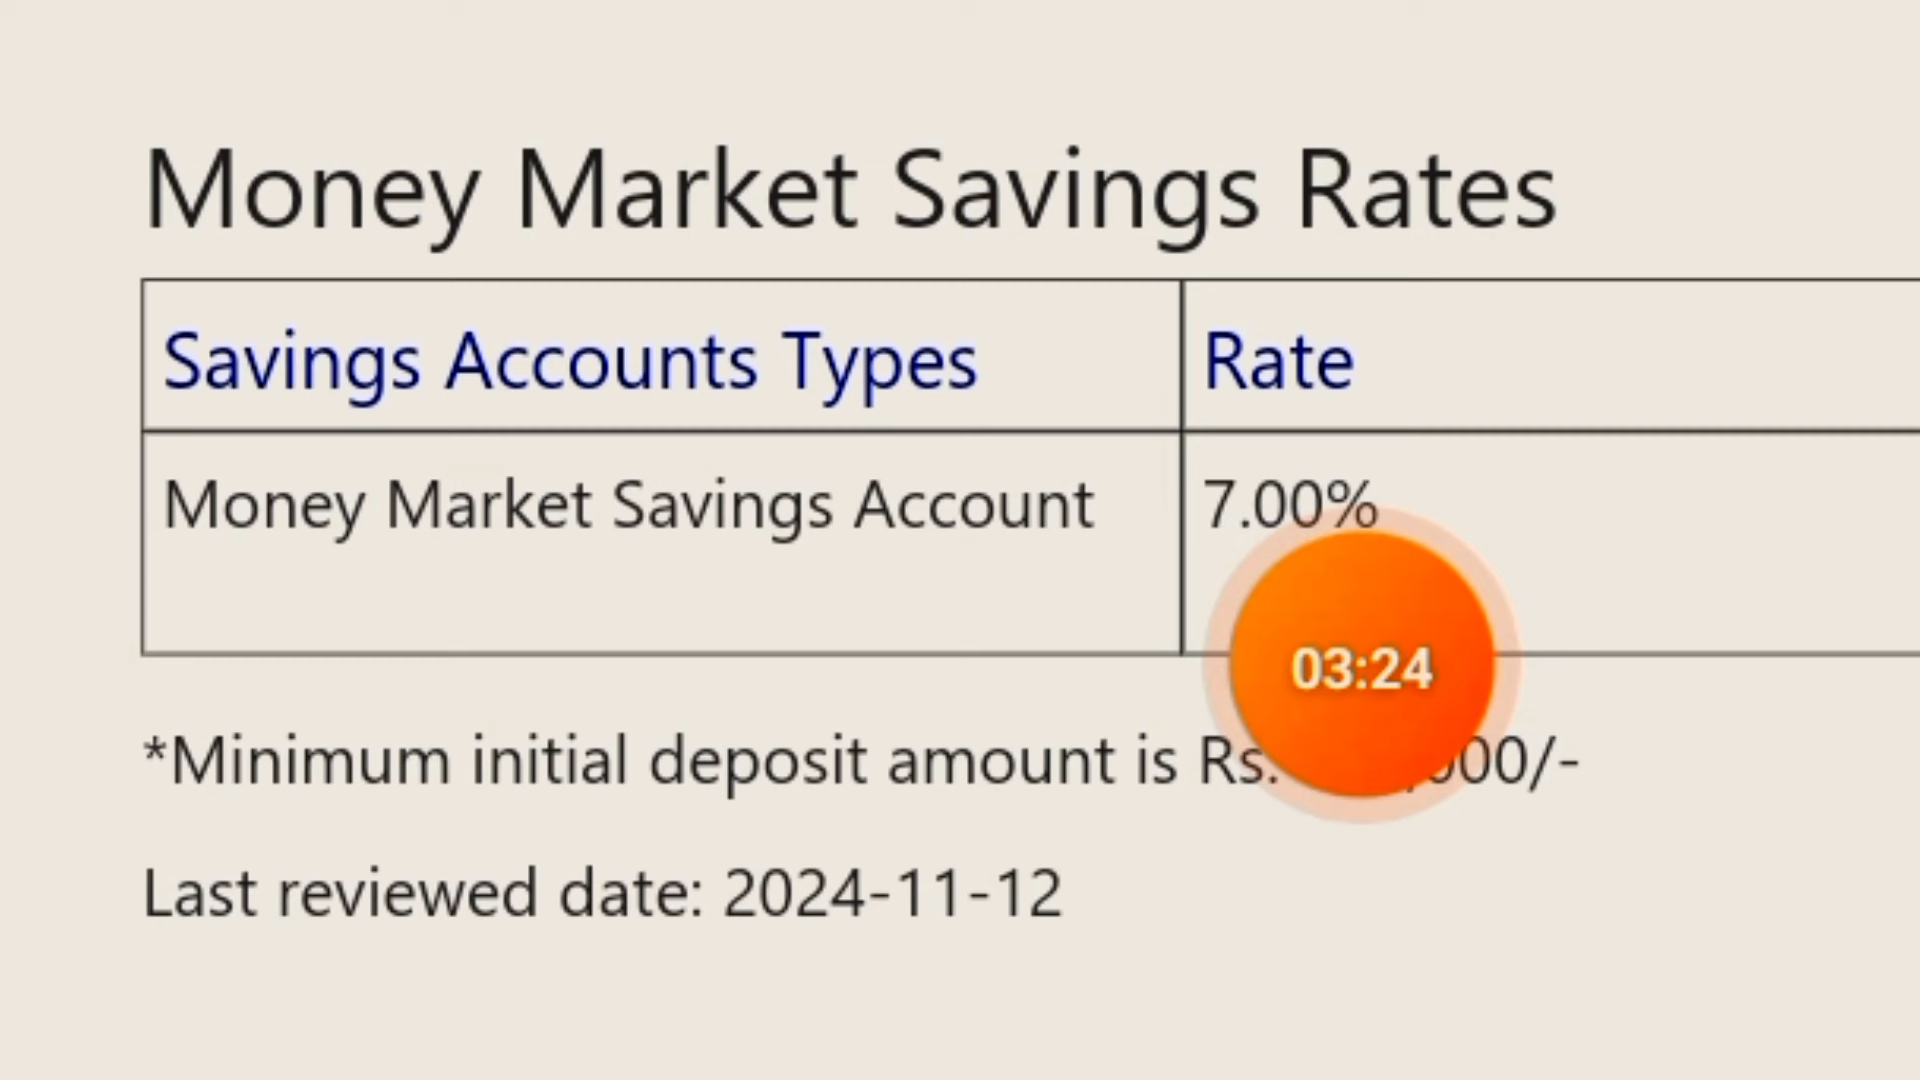 Money Market Savings Rates
Savings Accounts Types Rate
Money Market Savings Account 7.00%
03:24
*Minimum initial deposit amount is Rs.
Last reviewed date: 2024-11-12